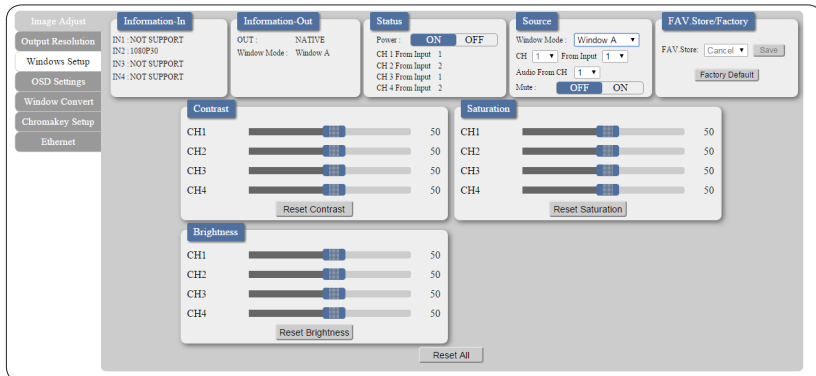 Image Adjust
Output Resolution
Windows Setup
OSD Settings
Window Convert
Chromakey Setup
Ethernet
Information-In
IN1 : NOT SUPPORT
IN2 : 1080P30
IN3 : NOT SUPPORT
IN4 : NOT SUPPORT
Information-Out
OUT : NATIVE
Window Mode : Window A
Status
Power : ON OFF
CH 1 From Input 1
CH 2 From Input 2
CH 3 From Input 1
CH 4 From Input 2
Source
Window Mode : Window A
CH 1 From Input 1
Audio From CH 1
Mute : OFF ON
FAV.Store/Factory
FAV.Store: Cancel Save
Factory Default
Contrast
CH1 50
CH2 50
CH3 50
CH4 50
Reset Contrast
Saturation
CH1 50
CH2 50
CH3 50
CH4 50
Reset Saturation
Brightness
CH1 50
CH2 50
CH3 50
CH4 50
Reset Brightness
Reset All